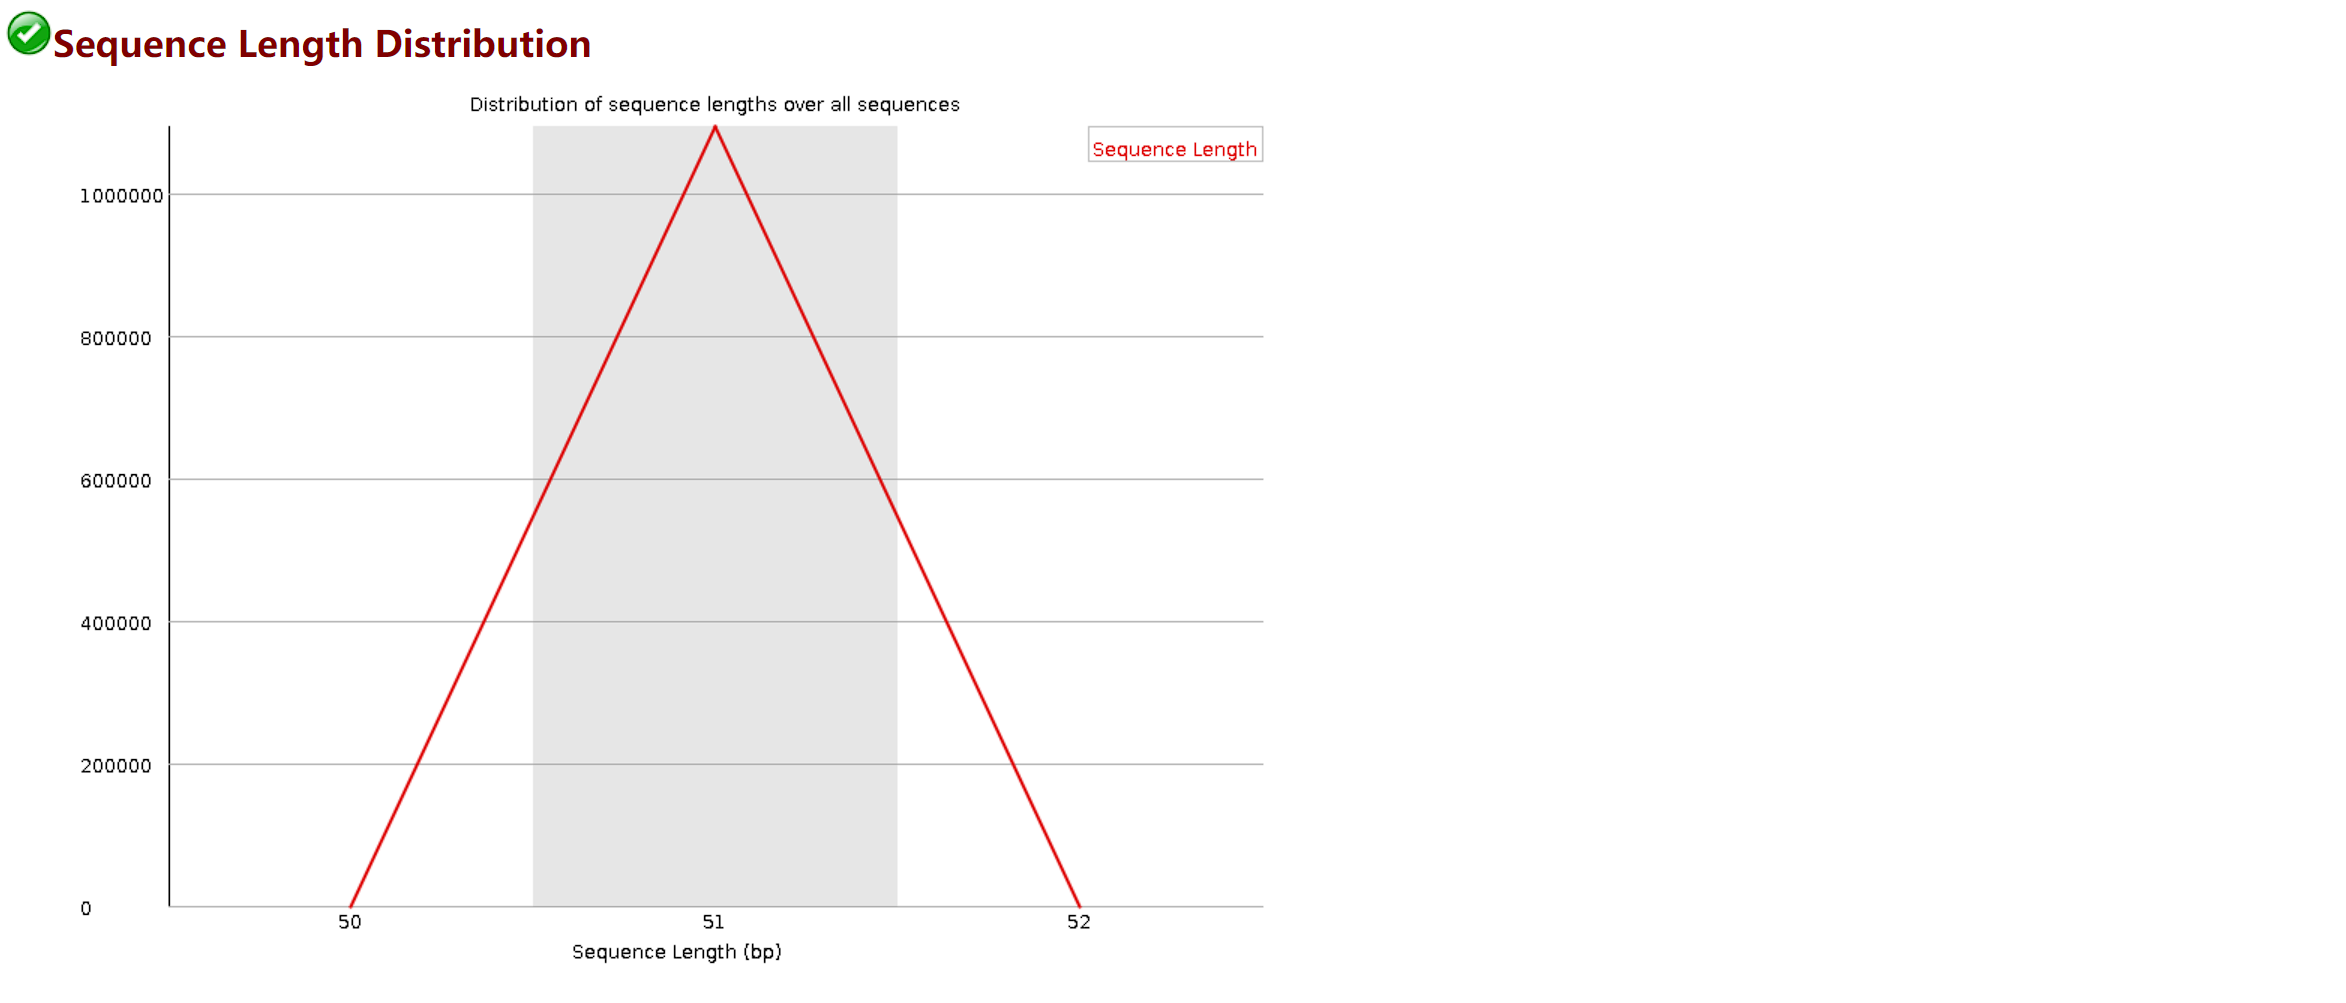 Sequence Length Distribution
Distribution of sequence lengths over all sequences
Sequence Length
1000000
800000
600000
400000
200000
0
50 51 52
Sequence Length (bp)